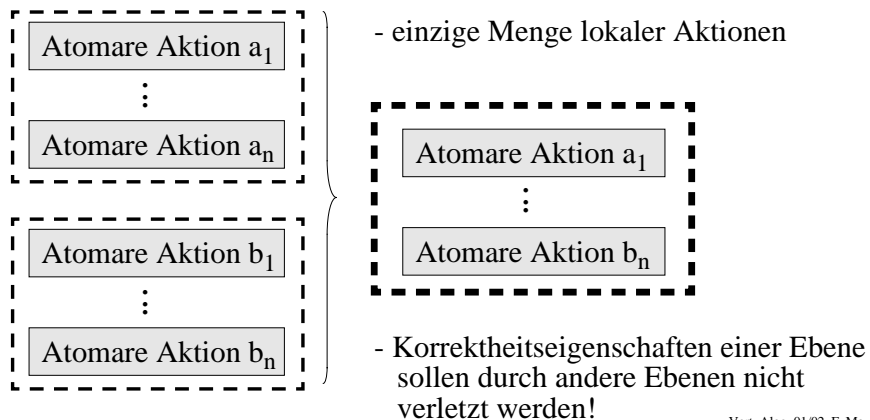 Atomare Aktion a1
⋮
Atomare Aktion an
Atomare Aktion b1
⋮
Atomare Aktion bn
- einzige Menge lokaler Aktionen
Atomare Aktion a1
⋮
Atomare Aktion bn
- Korrektheitseigenschaften einer Ebene
sollen durch andere Ebenen nicht
verletzt werden!